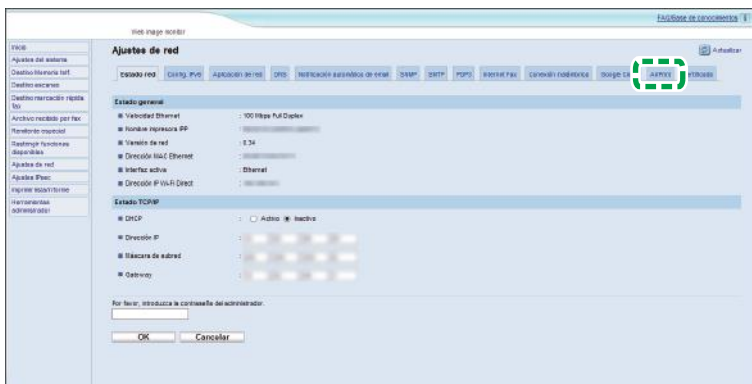 FAQ/Base de conocimientos
Web Image Monitor
Inicio
Ajustes del sistema
Destino Memoria telf.
Destino escaneo
Destino marcación rápida fax
Archivo recibido por fax
Remitente especial
Restringir funciones disponibles
Ajustes de red
Ajustes IPsec
Imprimir lista/informe
Herramientas administrador
Ajustes de red
Actualizar
Estado red
Config. IPv6
Aplicación de red
DNS
Notificación automática de email
SNMP
SMTP
POP3
Internet Fax
Conexión inalámbrica
Google
AirPrint
Certificado
Estado general
Velocidad Ethernet : 100 Mbps Full Duplex
Nombre impresora IPP :
Versión de red : 0.34
Dirección MAC Ethernet :
Interfaz activa : Ethernet
Dirección IP Wi-Fi Direct :
Estado TCP/IP
DHCP : Activo Inactivo
Dirección IP :
Máscara de subred :
Gateway :
Por favor, introduzca la contraseña del administrador.
OK Cancelar